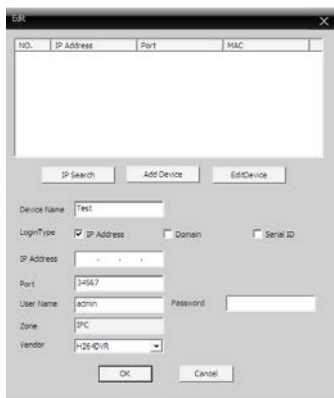 Edit
NO. IP Address Port MAC
IP Search Add Device EditDevice
Device Name Test
LoginType IP Address Domain Serial ID
IP Address . . .
Port 34567
User Name admin Password
Zone IPC
Vendor H264DVR
OK Cancel